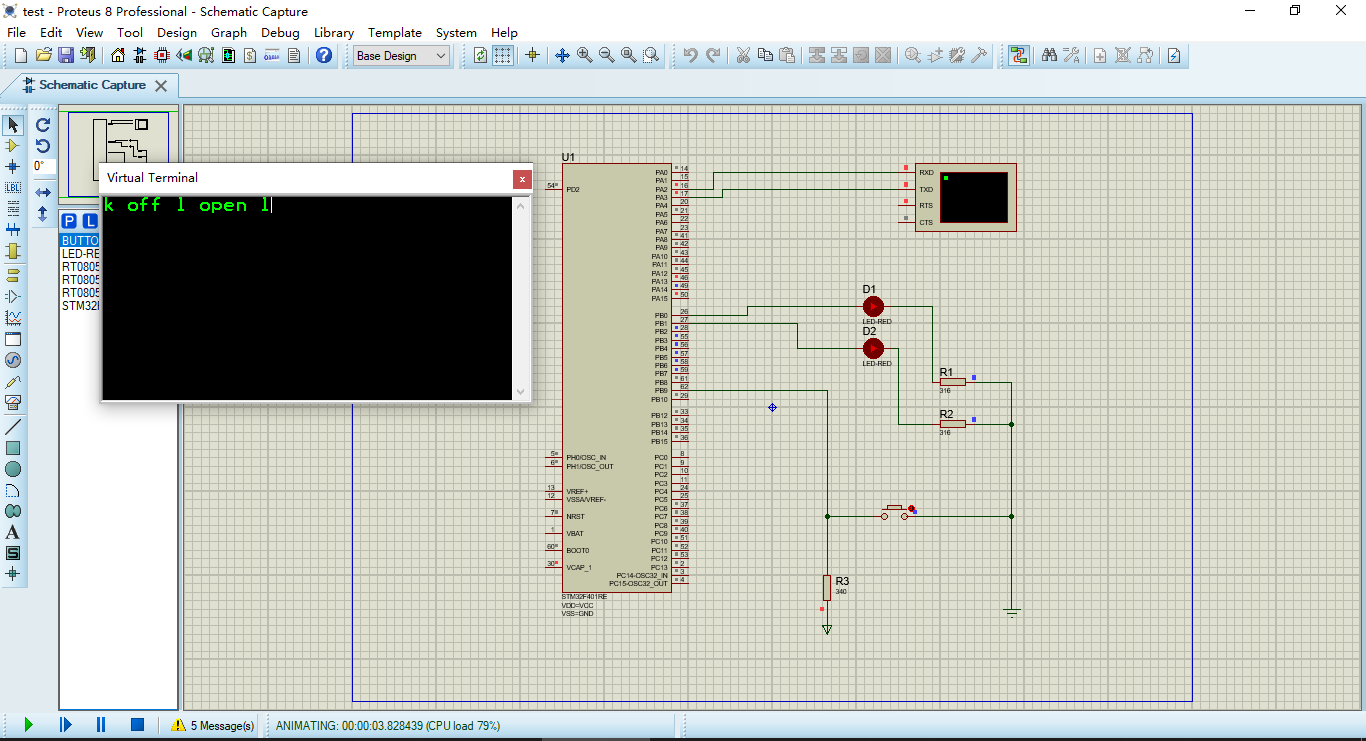 test - Proteus 8 Professional - Schematic Capture
File Edit View Tool Design Graph Debug Library Template System Help
Base Design
Schematic Capture
0°
Virtual Terminal
k off l open l
P L
BUTTO
LED-RE
RT0805
RT0805
RT0805
STM32
U1
54 PD2
PA0 14
PA1 15
PA2 16
PA3 17
PA4 20
PA5 21
PA6 22
PA7 23
PA8 41
PA9 42
PA10 43
PA11 44
PA12 45
PA13 46
PA14 49
PA15 50
PB0 26
PB1 27
PB2 28
PB3 55
PB4 56
PB5 57
PB6 58
PB7 59
PB8 61
PB9 62
PB10 29
PB12 33
PB13 34
PB14 35
PB15 36
5 PH0/OSC_IN
6 PH1/OSC_OUT
13 VREF+
12 VSSA/VREF-
7 NRST
1 VBAT
60 BOOT0
30 VCAP_1
PC0 8
PC1 9
PC2 10
PC3 11
PC4 24
PC5 25
PC6 37
PC7 38
PC8 39
PC9 40
PC10 51
PC11 52
PC12 53
PC13 2
PC14-OSC32_IN 3
PC15-OSC32_OUT 4
STM32F401RE
VDD=VCC
VSS=GND
RXD
TXD
RTS
CTS
D1
LED-RED
D2
LED-RED
R1
316
R2
316
R3
340
5 Message(s)
ANIMATING: 00:00:03.828439 (CPU load 79%)